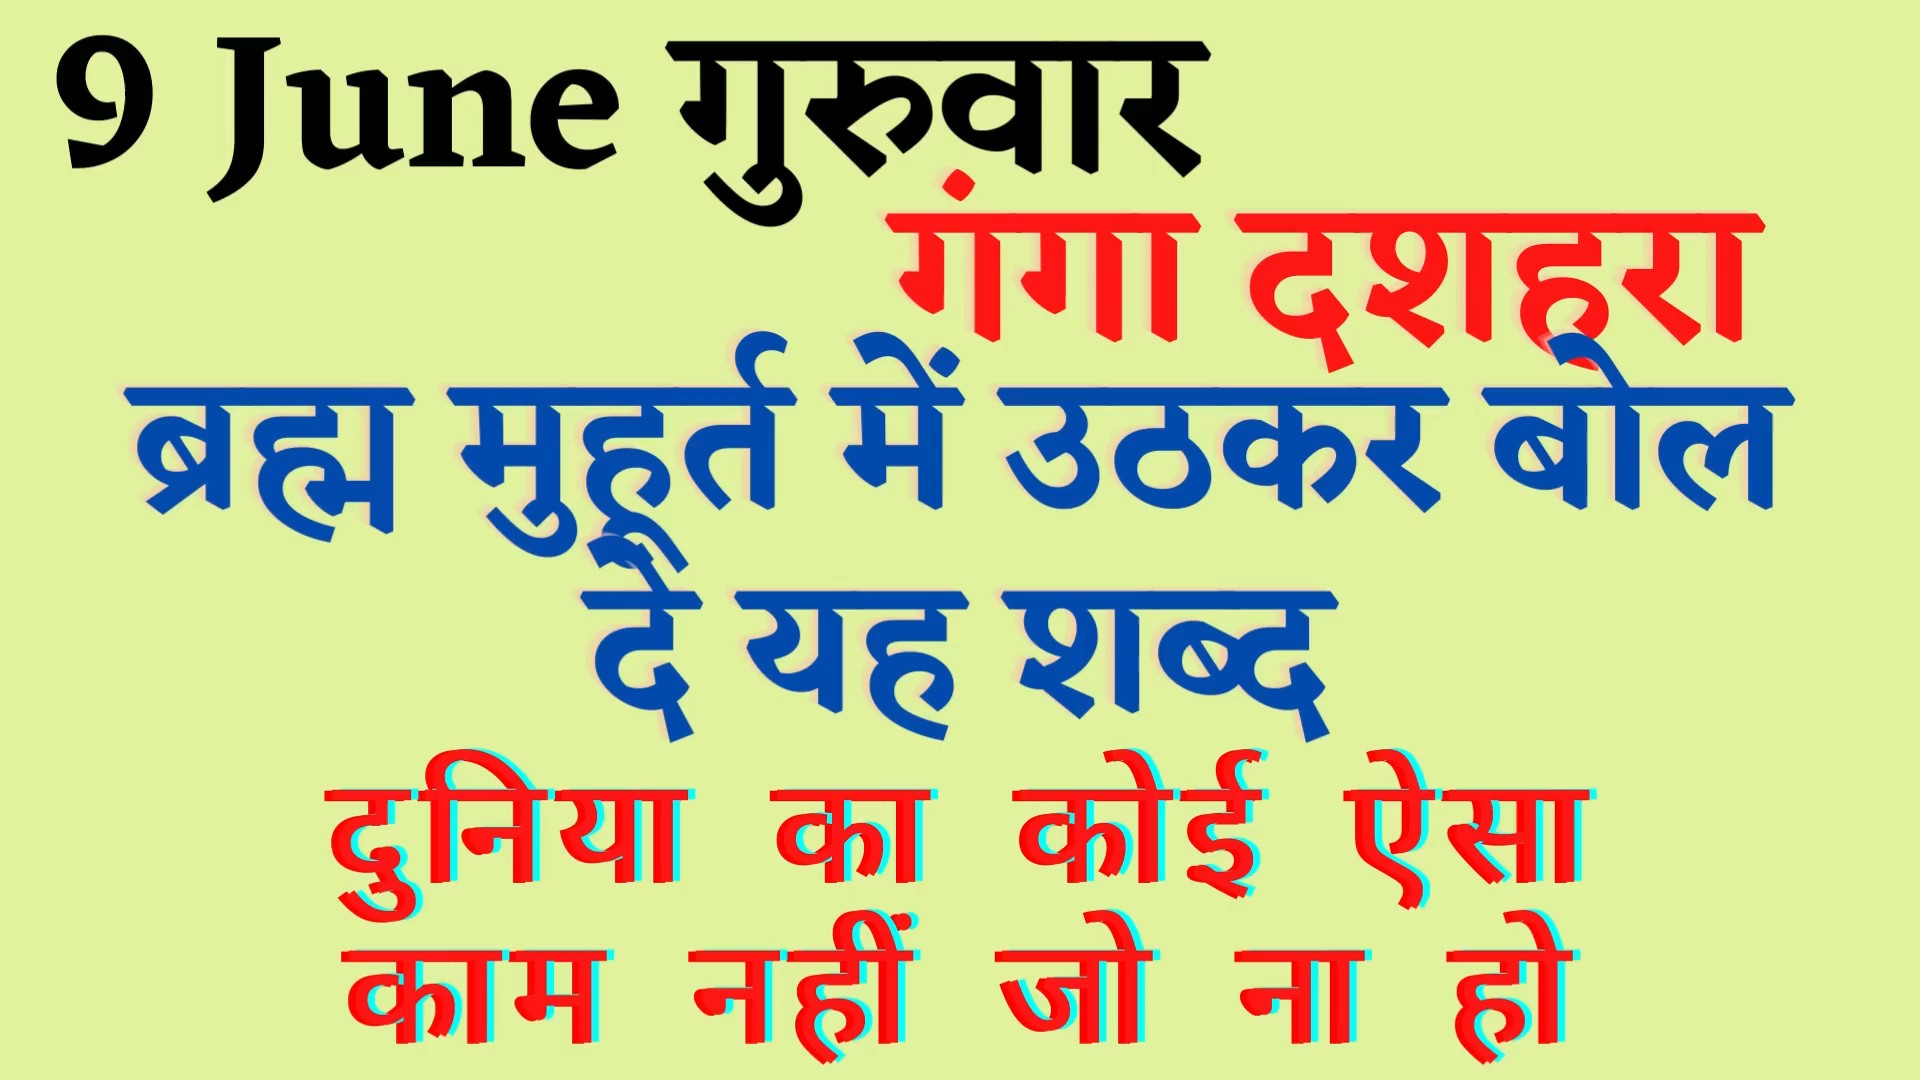 9 June गुरुवार
गंगा दशहरा
ब्रह्म मुहूर्त में उठकर बोल
दे यह शब्द
दुनिया का कोई ऐसा
काम नहीं जो ना हो